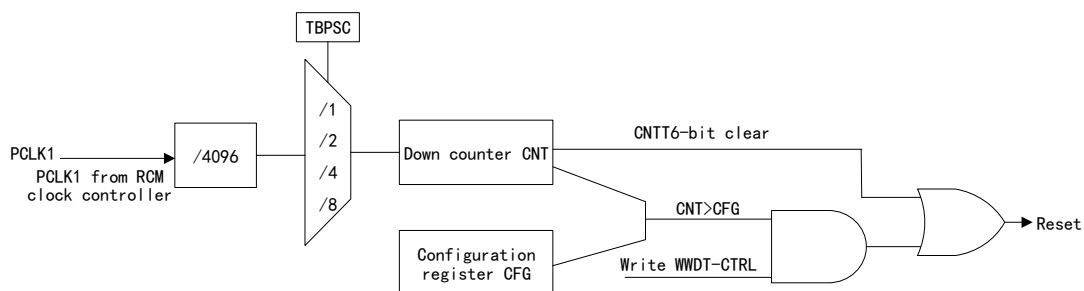 TBPSC
/1
/2
/4
/8
PCLK1
PCLK1 from RCM
clock controller
/4096
Down counter CNT
CNTT6-bit clear
CNT>CFG
Configuration
register CFG
Write WWDT-CTRL
Reset